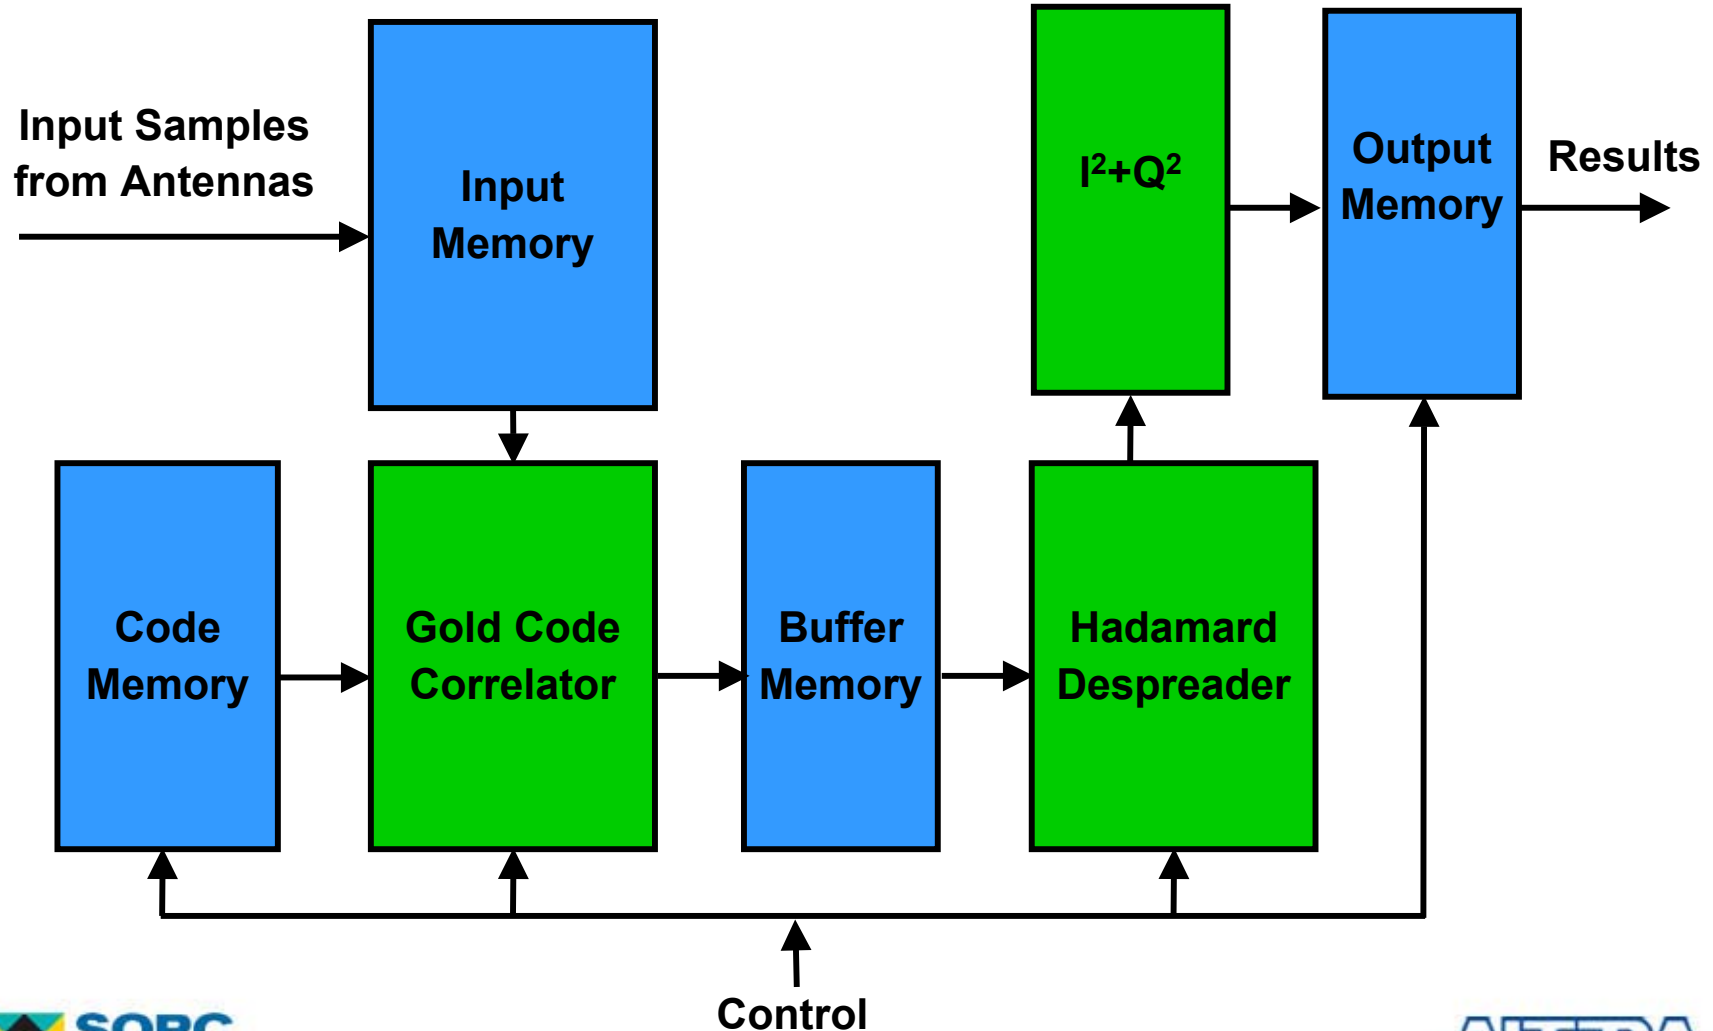 Input Samples
from Antennas
Input
Memory
I²+Q²
Output
Memory
Results
Code
Memory
Gold Code
Correlator
Buffer
Memory
Hadamard
Despreader
Control
SOPC